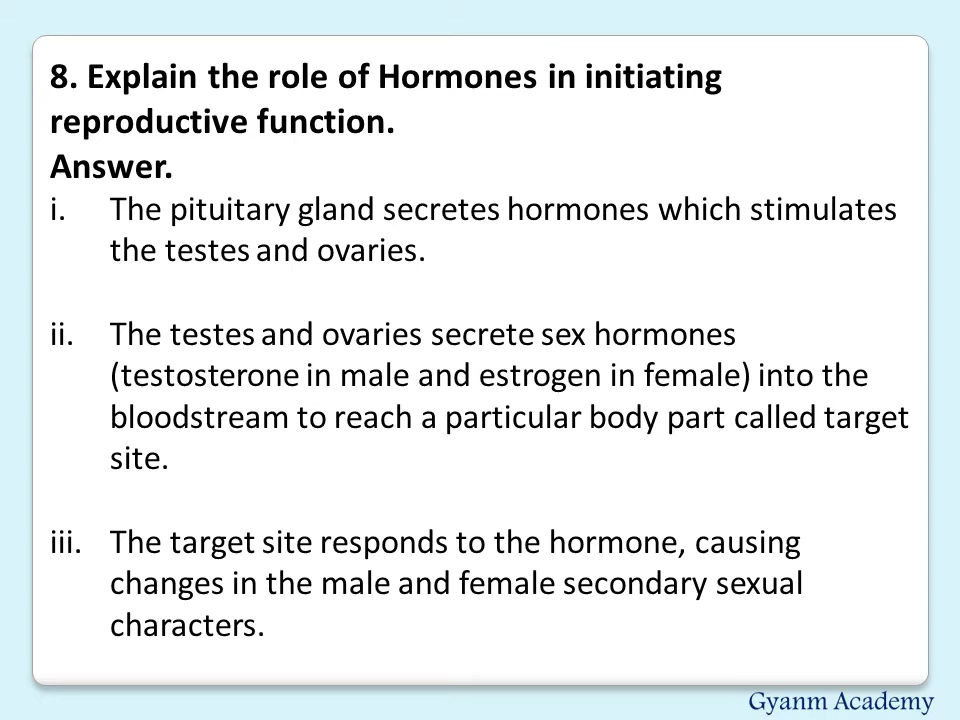 8. Explain the role of Hormones in initiating
reproductive function.
Answer.
i. The pituitary gland secretes hormones which stimulates
the testes and ovaries.
ii. The testes and ovaries secrete sex hormones
(testosterone in male and estrogen in female) into the
bloodstream to reach a particular body part called target
site.
iii. The target site responds to the hormone, causing
changes in the male and female secondary sexual
characters.
Gyanm Academy